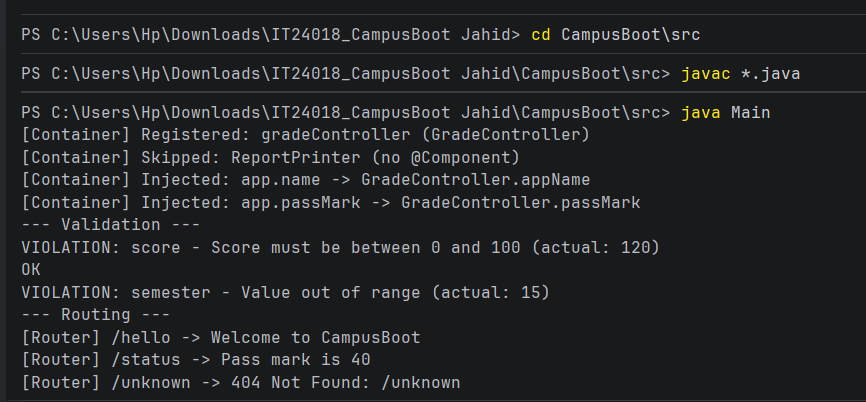 PS C:\Users\Hp\Downloads\IT24018_CampusBoot Jahid> cd CampusBoot\src
PS C:\Users\Hp\Downloads\IT24018_CampusBoot Jahid\CampusBoot\src> javac *.java
PS C:\Users\Hp\Downloads\IT24018_CampusBoot Jahid\CampusBoot\src> java Main
[Container] Registered: gradeController (GradeController)
[Container] Skipped: ReportPrinter (no @Component)
[Container] Injected: app.name -> GradeController.appName
[Container] Injected: app.passMark -> GradeController.passMark
--- Validation ---
VIOLATION: score - Score must be between 0 and 100 (actual: 120)
OK
VIOLATION: semester - Value out of range (actual: 15)
--- Routing ---
[Router] /hello -> Welcome to CampusBoot
[Router] /status -> Pass mark is 40
[Router] /unknown -> 404 Not Found: /unknown